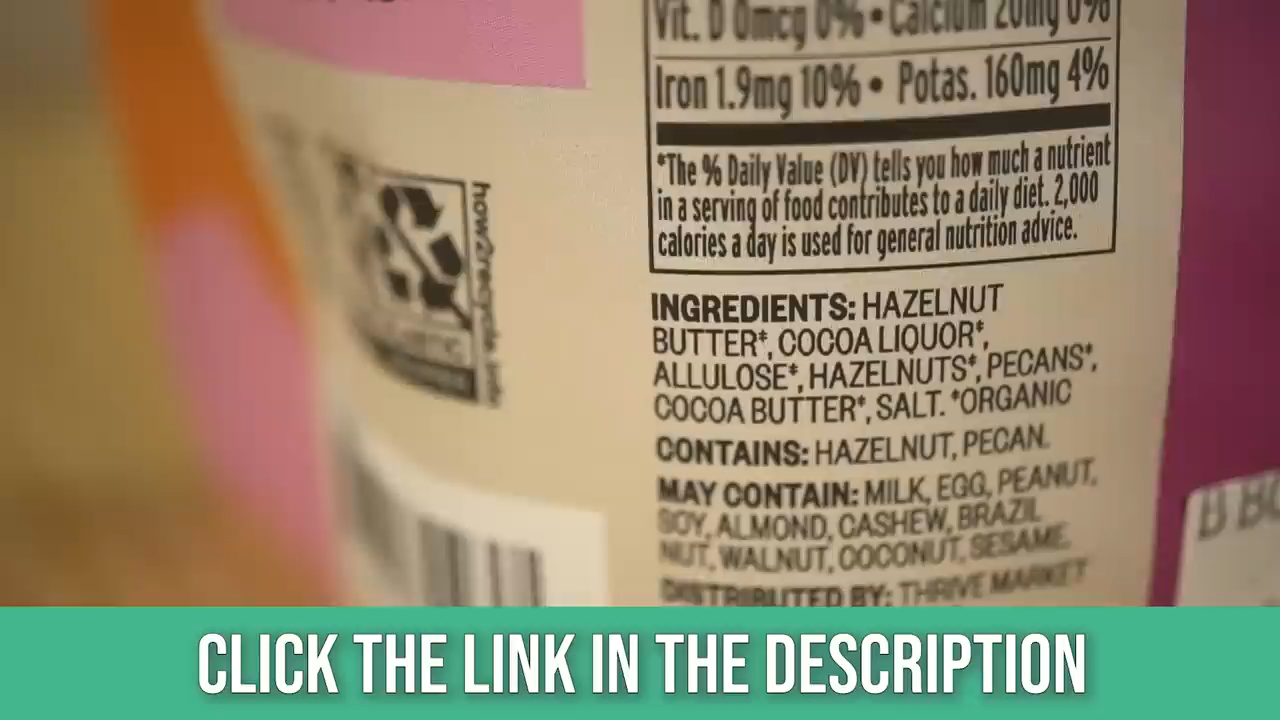 Vit. D 0mcg 0% • Calcium 20mg 0%
Iron 1.9mg 10% • Potas. 160mg 4%
*The % Daily Value (DV) tells you how much a nutrient
in a serving of food contributes to a daily diet. 2,000
calories a day is used for general nutrition advice.
how2recycle.info
INGREDIENTS: HAZELNUT
BUTTER*, COCOA LIQUOR*,
ALLULOSE*, HAZELNUTS*, PECANS*,
COCOA BUTTER*, SALT. *ORGANIC
CONTAINS: HAZELNUT, PECAN.
MAY CONTAIN: MILK, EGG, PEANUT,
SOY, ALMOND, CASHEW, BRAZIL
NUT, WALNUT, COCONUT, SESAME.
DISTRIBUTED BY: THRIVE MARKET
CLICK THE LINK IN THE DESCRIPTION